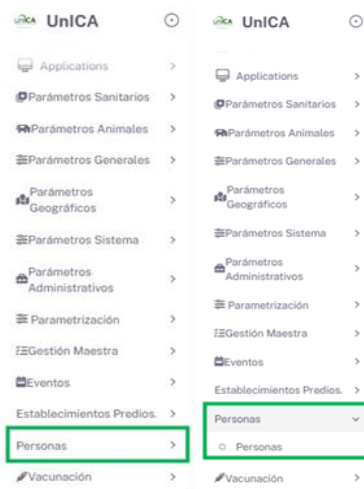 UnICA
Applications
Parámetros Sanitarios
Parámetros Animales
Parámetros Generales
Parámetros
Geográficos
Parámetros Sistema
Parámetros
Administrativos
Parametrización
Gestión Maestra
Eventos
Establecimientos Predios.
Personas
Vacunación
UnICA
Applications
Parámetros Sanitarios
Parámetros Animales
Parámetros Generales
Parámetros
Geográficos
Parámetros Sistema
Parámetros
Administrativos
Parametrización
Gestión Maestra
Eventos
Establecimientos Predios.
Personas
Personas
Vacunación